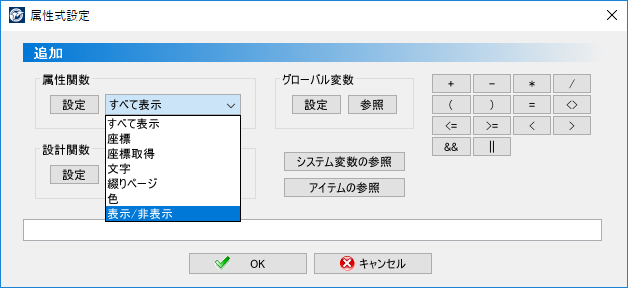 属性式設定
追加
属性関数
設定
すべて表示
すべて表示
座標
座標取得
文字
綴りページ
色
表示/非表示
設計関数
設定
グローバル変数
設定
参照
システム変数の参照
アイテムの参照
+ - * /
( ) = <>
<= >= < >
&& ||
OK
キャンセル